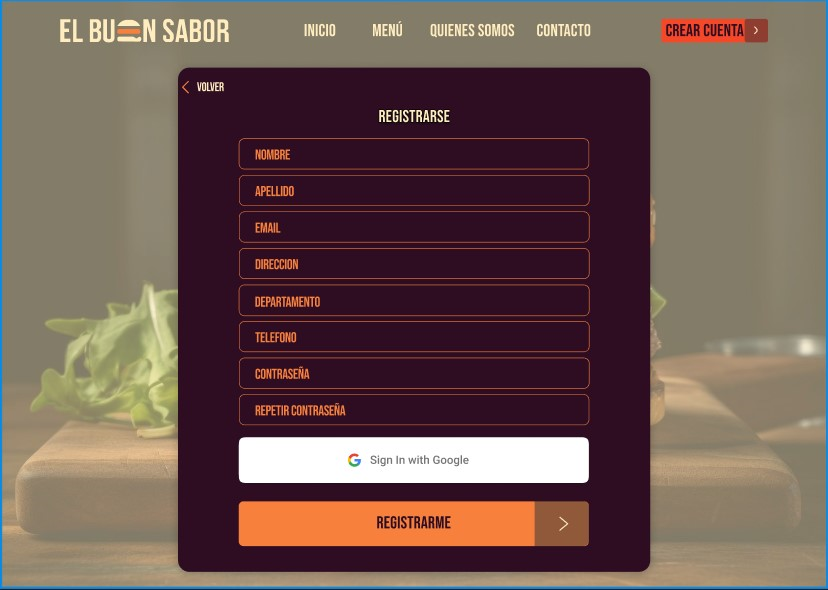 EL BUEN SABOR
INICIO MENÚ QUIENES SOMOS CONTACTO CREAR CUENTA
VOLVER
REGISTRARSE
NOMBRE
APELLIDO
EMAIL
DIRECCION
DEPARTAMENTO
TELEFONO
CONTRASEÑA
REPETIR CONTRASEÑA
Sign In with Google
REGISTRARME